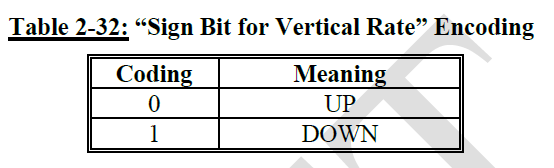 Table 2-32: “Sign Bit for Vertical Rate” Encoding
Coding Meaning
0 UP
1 DOWN